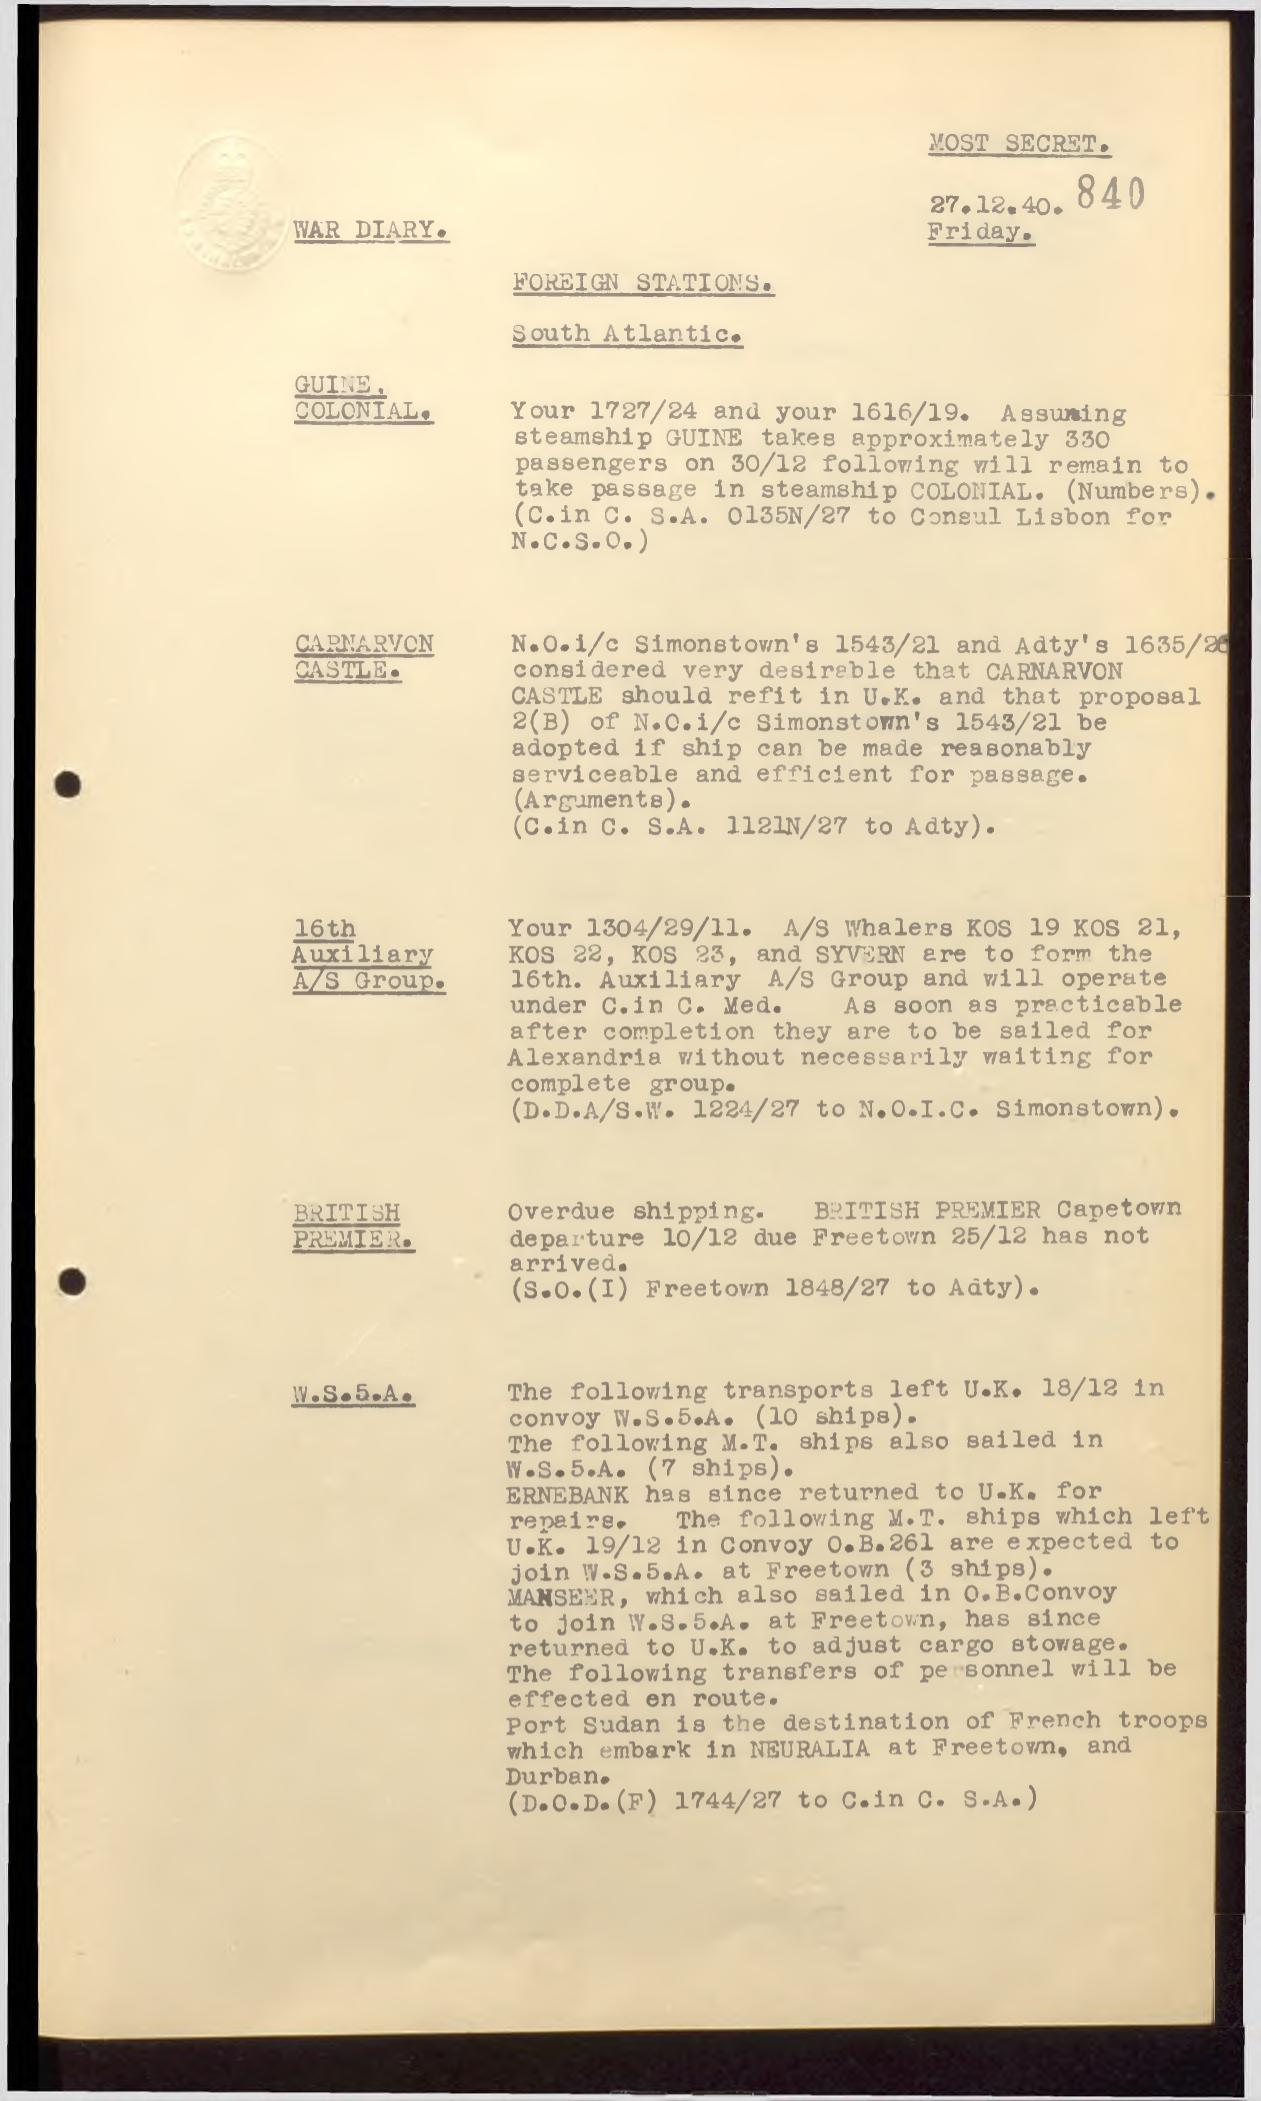 MOST SECRET.
27.12.40. 840
WAR DIARY. Friday.
FOREIGN STATIONS.
South Atlantic.
GUINE,
COLONIAL. Your 1727/24 and your 1616/19. Assuming
steamship GUINE takes approximately 330
passengers on 30/12 following will remain to
take passage in steamship COLONIAL. (Numbers).
(C.in C. S.A. 0135N/27 to Consul Lisbon for
N.C.S.O.)
CARNARVON N.O.i/c Simonstown's 1543/21 and Adty's 1635/26
CASTLE. considered very desirable that CARNARVON
CASTLE should refit in U.K. and that proposal
2(B) of N.O.i/c Simonstown's 1543/21 be
adopted if ship can be made reasonably
serviceable and efficient for passage.
(Arguments).
(C.in C. S.A. 1121N/27 to Adty).
16th Your 1304/29/11. A/S Whalers KOS 19 KOS 21,
Auxiliary KOS 22, KOS 23, and SYVERN are to form the
A/S Group. 16th. Auxiliary A/S Group and will operate
under C.in C. Med. As soon as practicable
after completion they are to be sailed for
Alexandria without necessarily waiting for
complete group.
(D.D.A/S.W. 1224/27 to N.O.I.C. Simonstown).
BRITISH Overdue shipping. BRITISH PREMIER Capetown
PREMIER. departure 10/12 due Freetown 25/12 has not
arrived.
(S.O.(I) Freetown 1848/27 to Adty).
W.S.5.A. The following transports left U.K. 18/12 in
convoy W.S.5.A. (10 ships).
The following M.T. ships also sailed in
W.S.5.A. (7 ships).
ERNEBANK has since returned to U.K. for
repairs. The following M.T. ships which left
U.K. 19/12 in Convoy O.B.261 are expected to
join W.S.5.A. at Freetown (3 ships).
MANSEER, which also sailed in O.B.Convoy
to join W.S.5.A. at Freetown, has since
returned to U.K. to adjust cargo stowage.
The following transfers of personnel will be
effected en route.
Port Sudan is the destination of French troops
which embark in NEURALIA at Freetown, and
Durban.
(D.O.D.(F) 1744/27 to C.in C. S.A.)